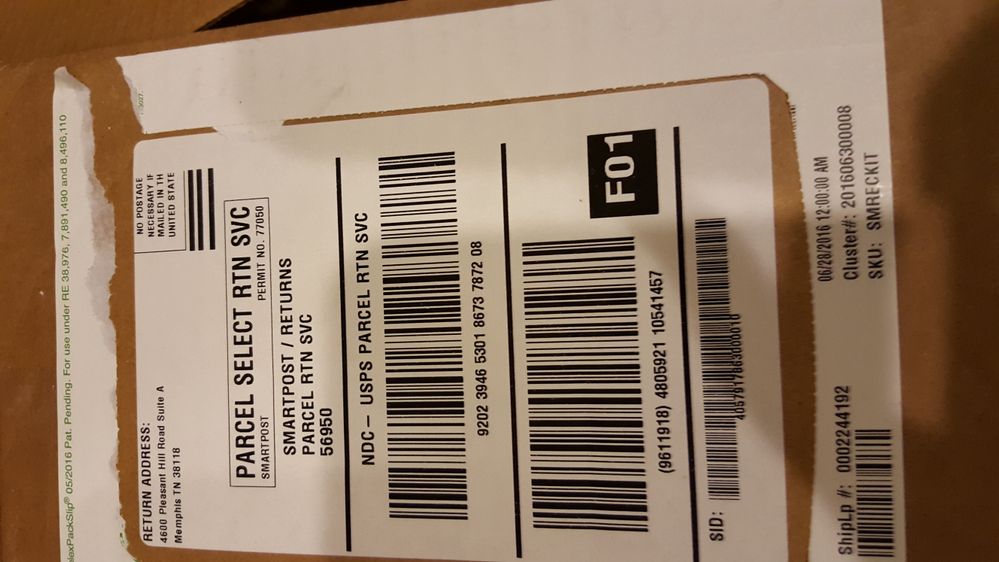 lexPackSlip® 05/2016 Pat. Pending. For use under RE 38,976, 7,891,490 and 8,496,110
NO POSTAGE
NECESSARY IF
MAILED IN TH
UNITED STATE
RETURN ADDRESS:
4600 Pleasant Hill Road Suite A
Memphis TN 38118
PARCEL SELECT RTN SVC
SMARTPOST PERMIT NO. 77050
SMARTPOST / RETURNS
PARCEL RTN SVC
56950
NDC - USPS PARCEL RTN SVC
9202 3946 5301 8673 7872 08
F01
(9611918) 4805921 10541457
SID:
4057917663000010
06/28/2016 12:00:00 AM
Cluster#: 201606300008
SKU: SMRECKIT
ShipLp #: 0002244192